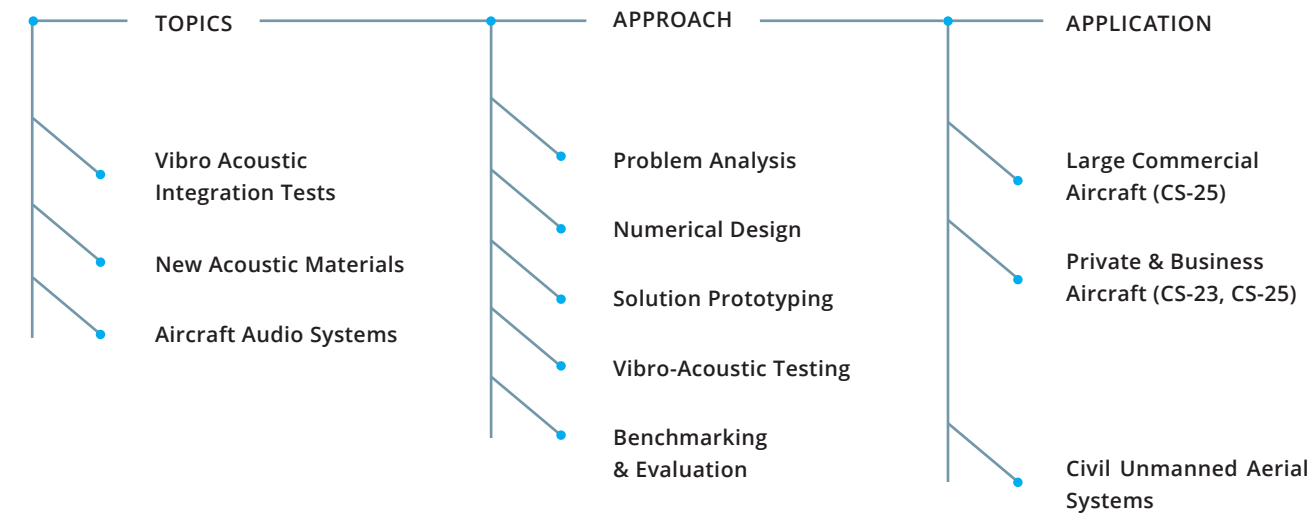 TOPICS
Vibro Acoustic
Integration Tests
New Acoustic Materials
Aircraft Audio Systems
APPROACH
Problem Analysis
Numerical Design
Solution Prototyping
Vibro-Acoustic Testing
Benchmarking
& Evaluation
APPLICATION
Large Commercial
Aircraft (CS-25)
Private & Business
Aircraft (CS-23, CS-25)
Civil Unmanned Aerial
Systems